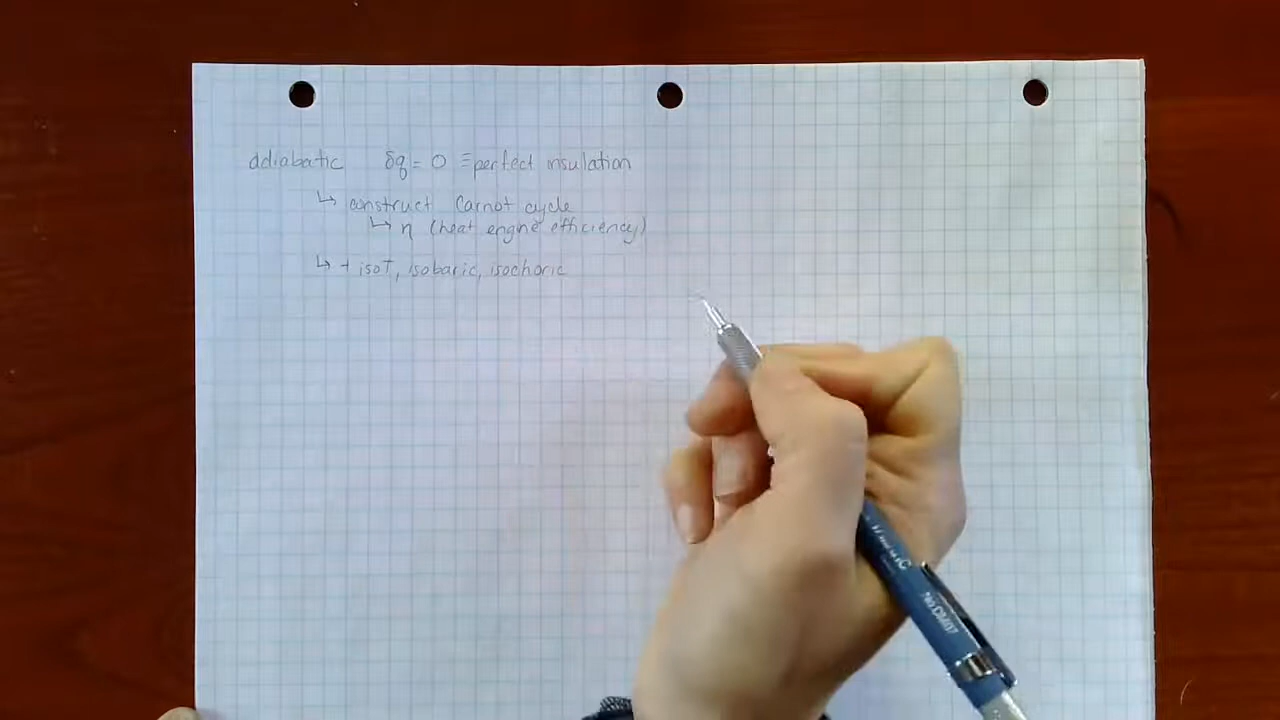 adiabatic δq = 0 ≡ perfect insulation
↳ construct Carnot cycle
↳ η (heat engine efficiency)
↳ + isoT, isobaric, isochoric